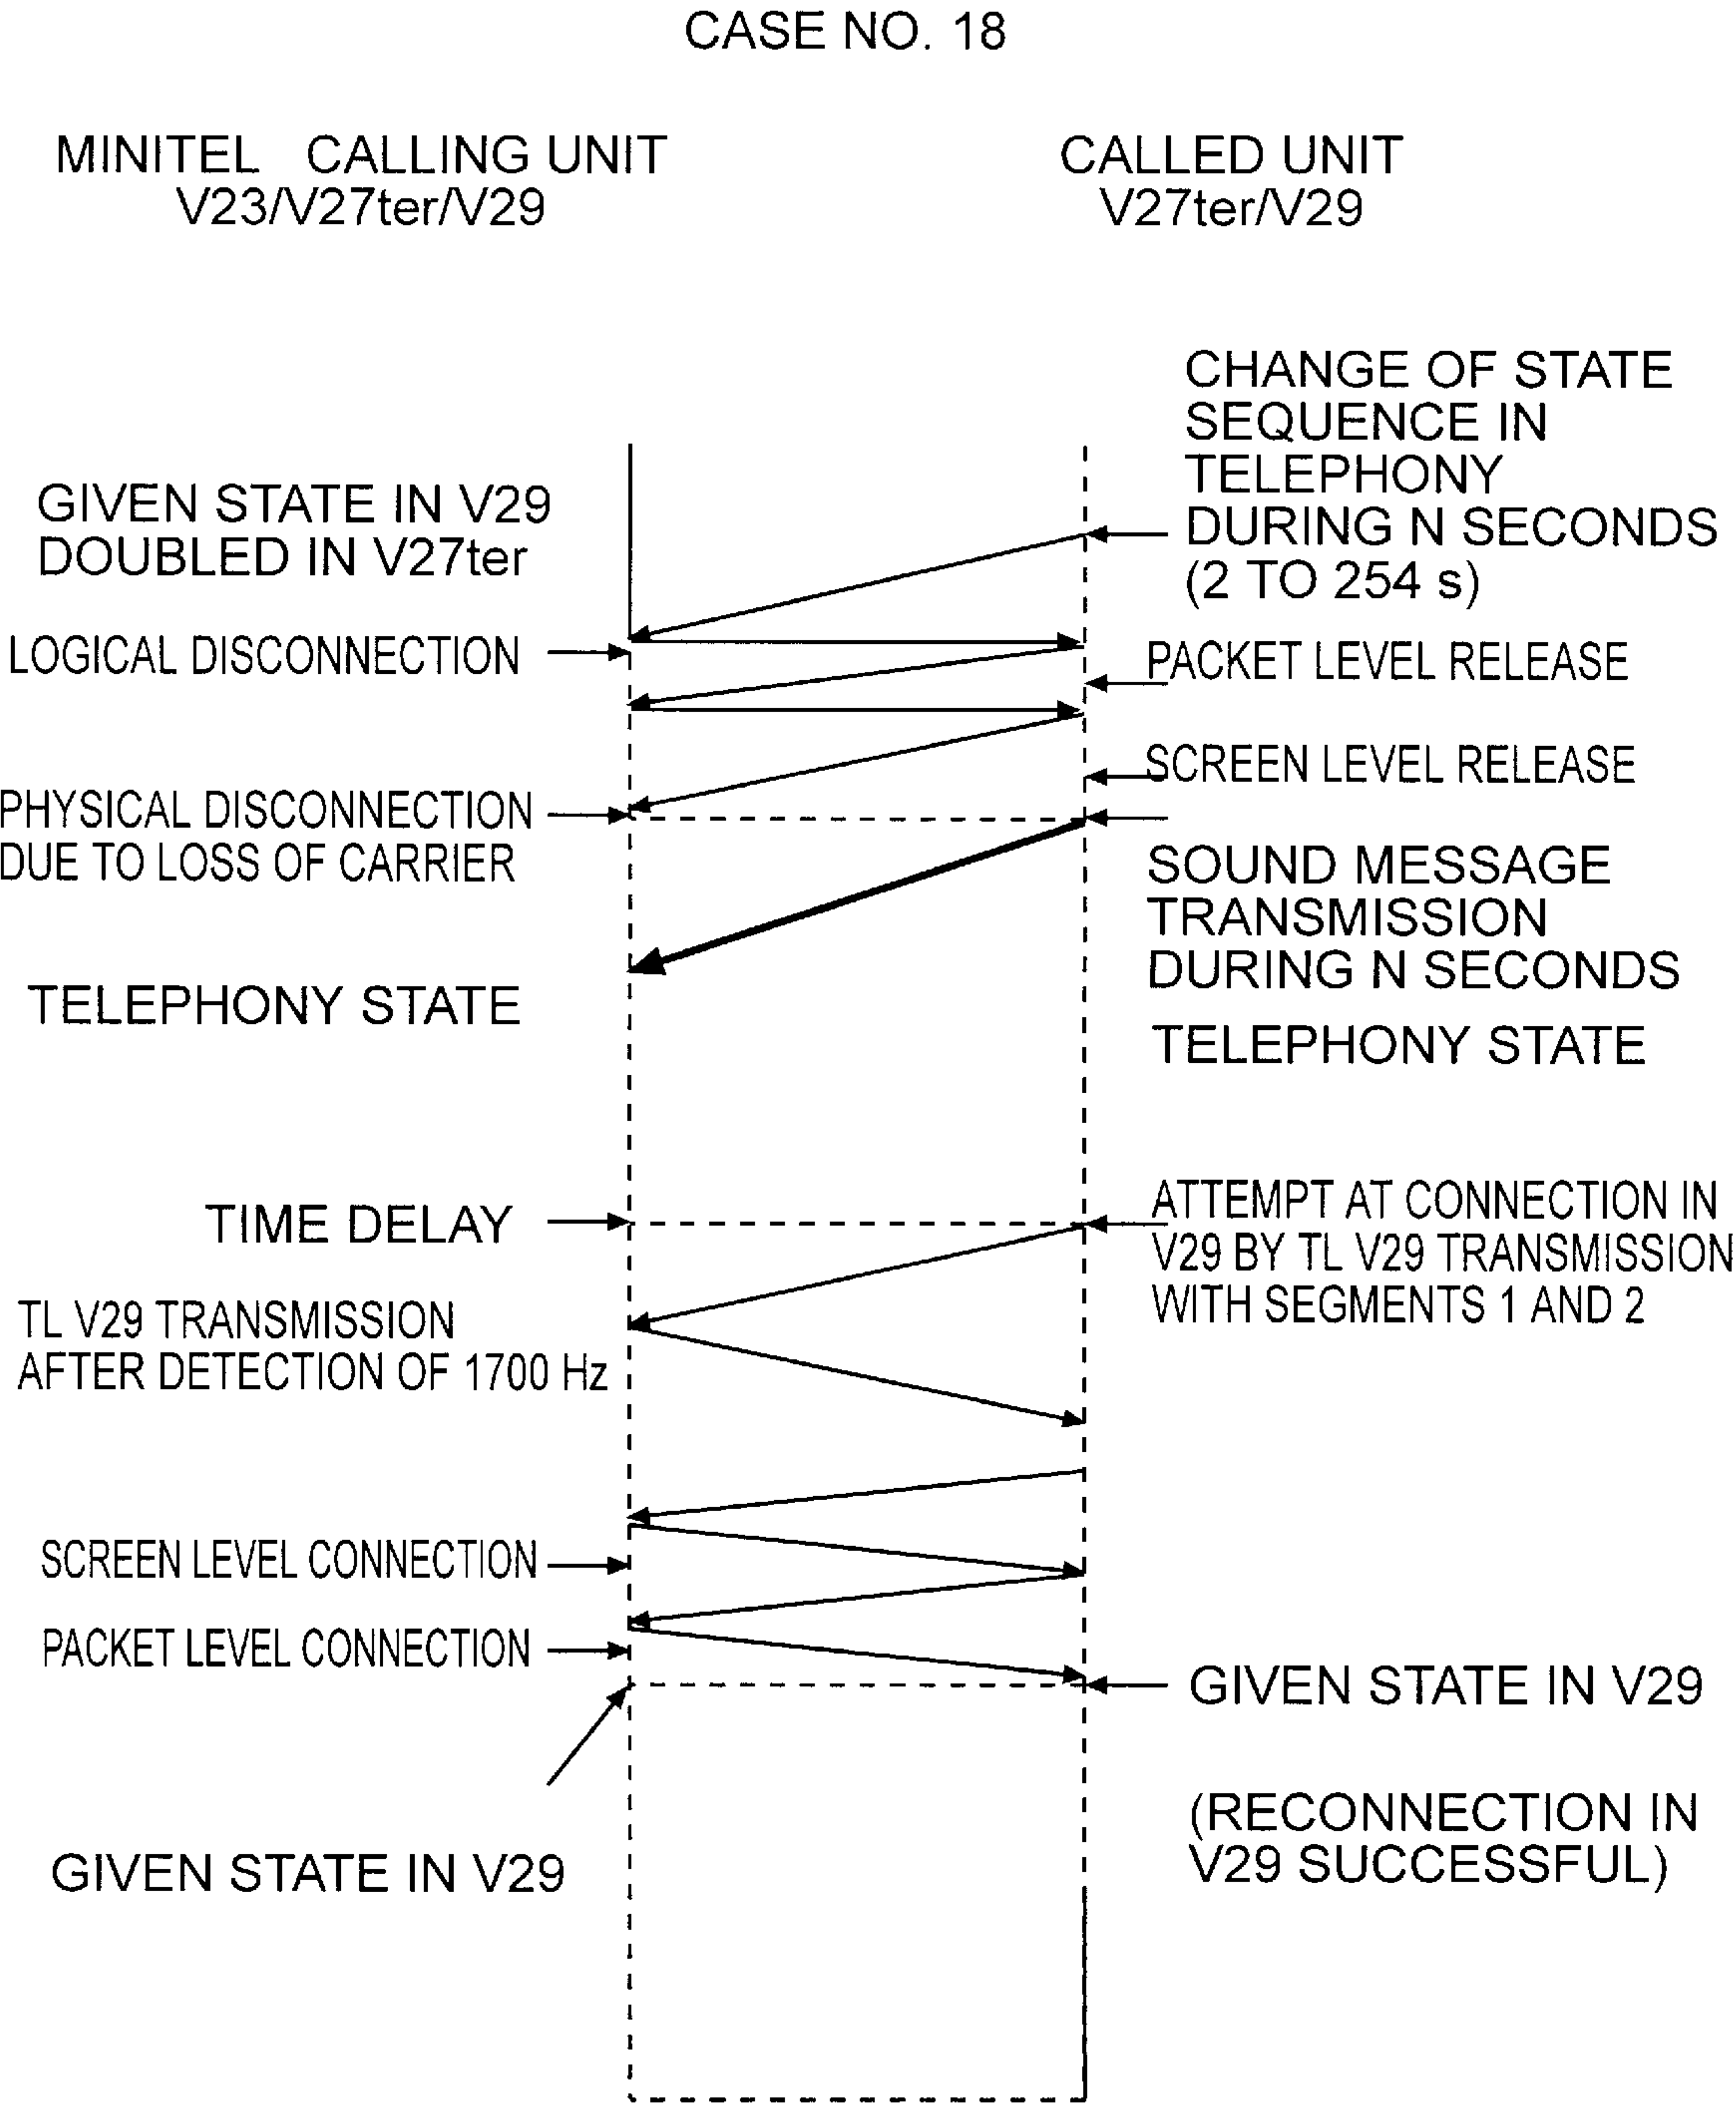 CASE NO. 18
MINITEL CALLING UNIT
V23/V27ter/V29
CALLED UNIT
V27ter/V29
CHANGE OF STATE
SEQUENCE IN
TELEPHONY
DURING N SECONDS
(2 TO 254 s)
GIVEN STATE IN V29
DOUBLED IN V27ter
LOGICAL DISCONNECTION
PACKET LEVEL RELEASE
SCREEN LEVEL RELEASE
PHYSICAL DISCONNECTION
DUE TO LOSS OF CARRIER
SOUND MESSAGE
TRANSMISSION
DURING N SECONDS
TELEPHONY STATE
TELEPHONY STATE
TIME DELAY
ATTEMPT AT CONNECTION IN
V29 BY TL V29 TRANSMISSION
WITH SEGMENTS 1 AND 2
TL V29 TRANSMISSION
AFTER DETECTION OF 1700 Hz
SCREEN LEVEL CONNECTION
PACKET LEVEL CONNECTION
GIVEN STATE IN V29
(RECONNECTION IN
V29 SUCCESSFUL)
GIVEN STATE IN V29